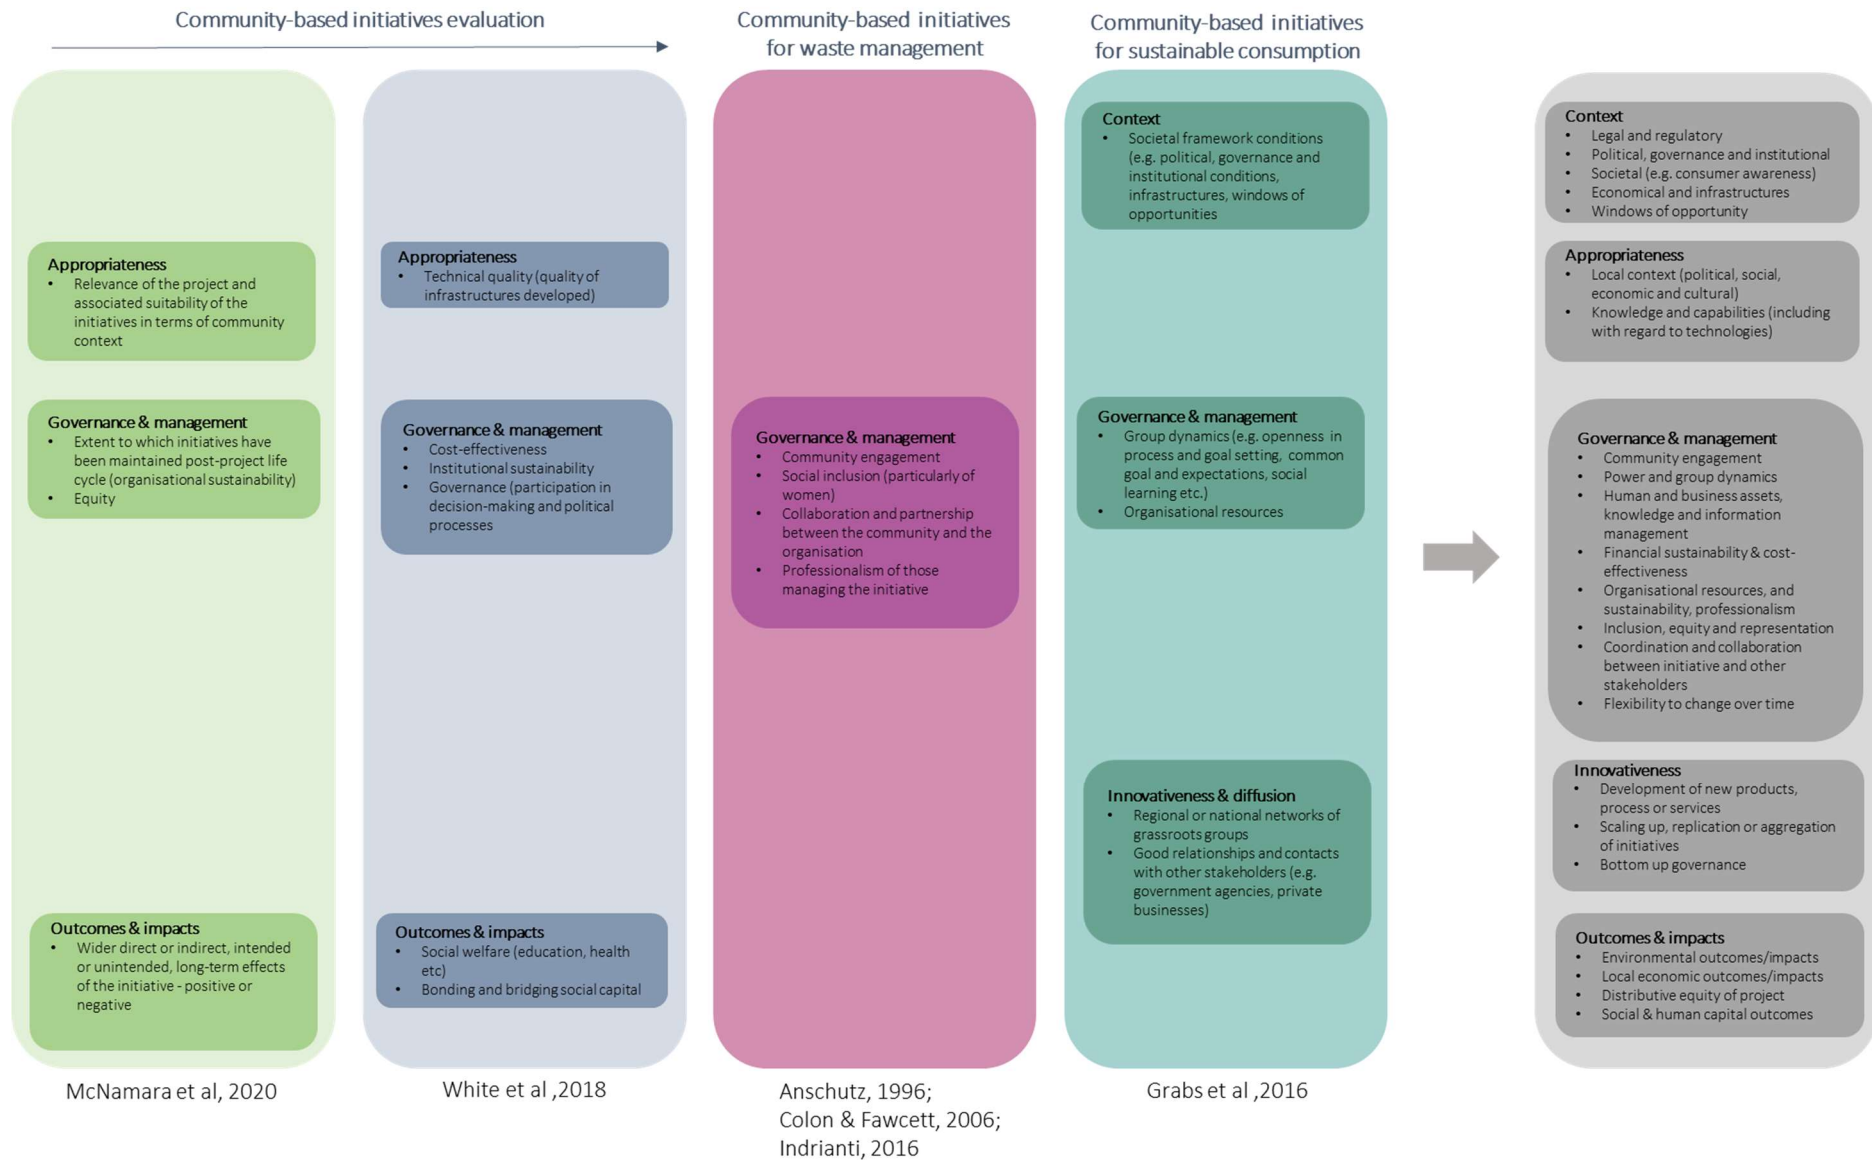 Community-based initiatives evaluation
Community-based initiatives
for waste management
Community-based initiatives
for sustainable consumption
Appropriateness
• Relevance of the project and
associated suitability of the
initiatives in terms of community
context
Governance & management
• Extent to which initiatives have
been maintained post-project life
cycle (organisational sustainability)
• Equity
Outcomes & impacts
• Wider direct or indirect, intended
or unintended, long-term effects
of the initiative - positive or
negative
McNamara et al, 2020
Appropriateness
• Technical quality (quality of
infrastructures developed)
Governance & management
• Cost-effectiveness
• Institutional sustainability
• Governance (participation in
decision-making and political
processes
Outcomes & impacts
• Social welfare (education, health
etc)
• Bonding and bridging social capital
White et al ,2018
Governance & management
• Community engagement
• Social inclusion (particularly of
women)
• Collaboration and partnership
between the community and the
organisation
• Professionalism of those
managing the initiative
Anschutz, 1996;
Colon & Fawcett, 2006;
Indrianti, 2016
Context
• Societal framework conditions
(e.g. political, governance and
institutional conditions,
infrastructures, windows of
opportunities
Governance & management
• Group dynamics (e.g. openness in
process and goal setting, common
goal and expectations, social
learning etc.)
• Organisational resources
Innovativeness & diffusion
• Regional or national networks of
grassroots groups
• Good relationships and contacts
with other stakeholders (e.g.
government agencies, private
businesses)
Grabs et al ,2016
Context
• Legal and regulatory
• Political, governance and institutional
• Societal (e.g. consumer awareness)
• Economical and infrastructures
• Windows of opportunity
Appropriateness
• Local context (political, social,
economic and cultural)
• Knowledge and capabilities (including
with regard to technologies)
Governance & management
• Community engagement
• Power and group dynamics
• Human and business assets,
knowledge and information
management
• Financial sustainability & cost-
effectiveness
• Organisational resources, and
sustainability, professionalism
• Inclusion, equity and representation
• Coordination and collaboration
between initiative and other
stakeholders
• Flexibility to change over time
Innovativeness
• Development of new products,
process or services
• Scaling up, replication or aggregation
of initiatives
• Bottom up governance
Outcomes & impacts
• Environmental outcomes/impacts
• Local economic outcomes/impacts
• Distributive equity of project
• Social & human capital outcomes